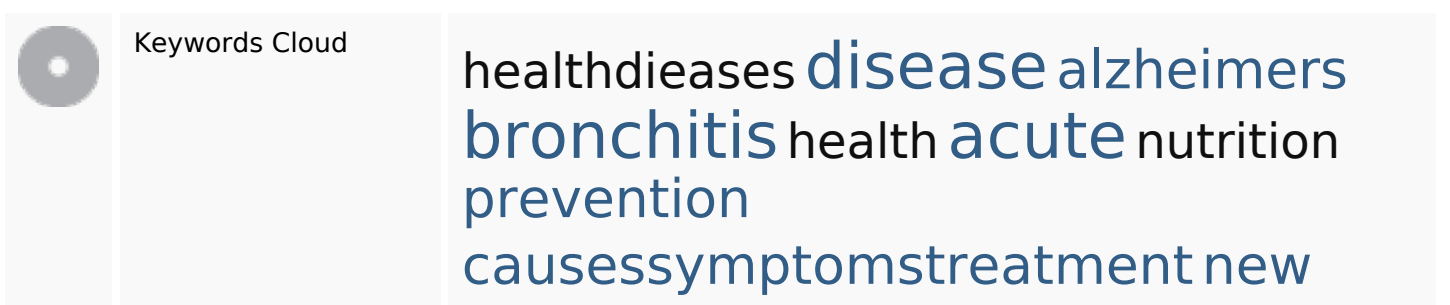 Keywords Cloud
healthdieases disease alzheimers
bronchitis health acute nutrition
prevention
causessymptomstreatment new